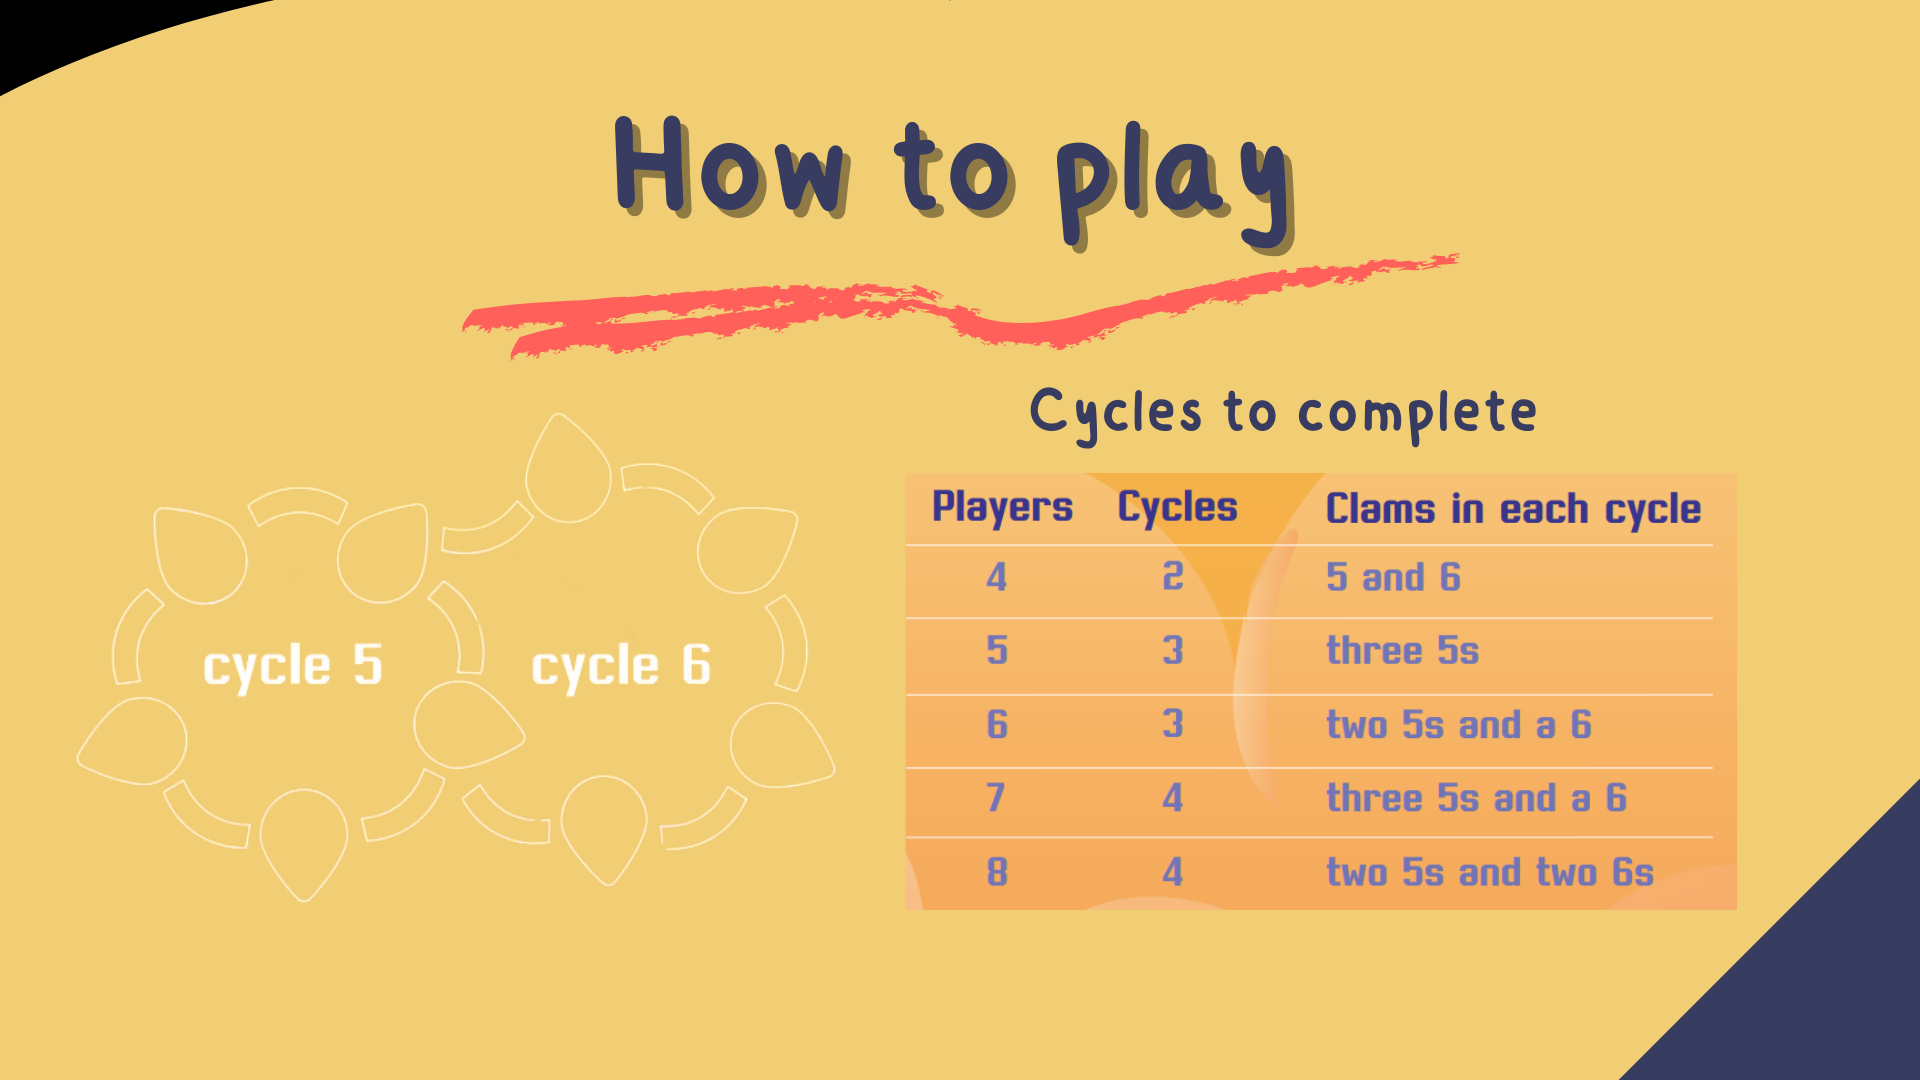 How to play
Cycles to complete
cycle 5
cycle 6
Players Cycles Clams in each cycle
4 2 5 and 6
5 3 three 5s
6 3 two 5s and a 6
7 4 three 5s and a 6
8 4 two 5s and two 6s